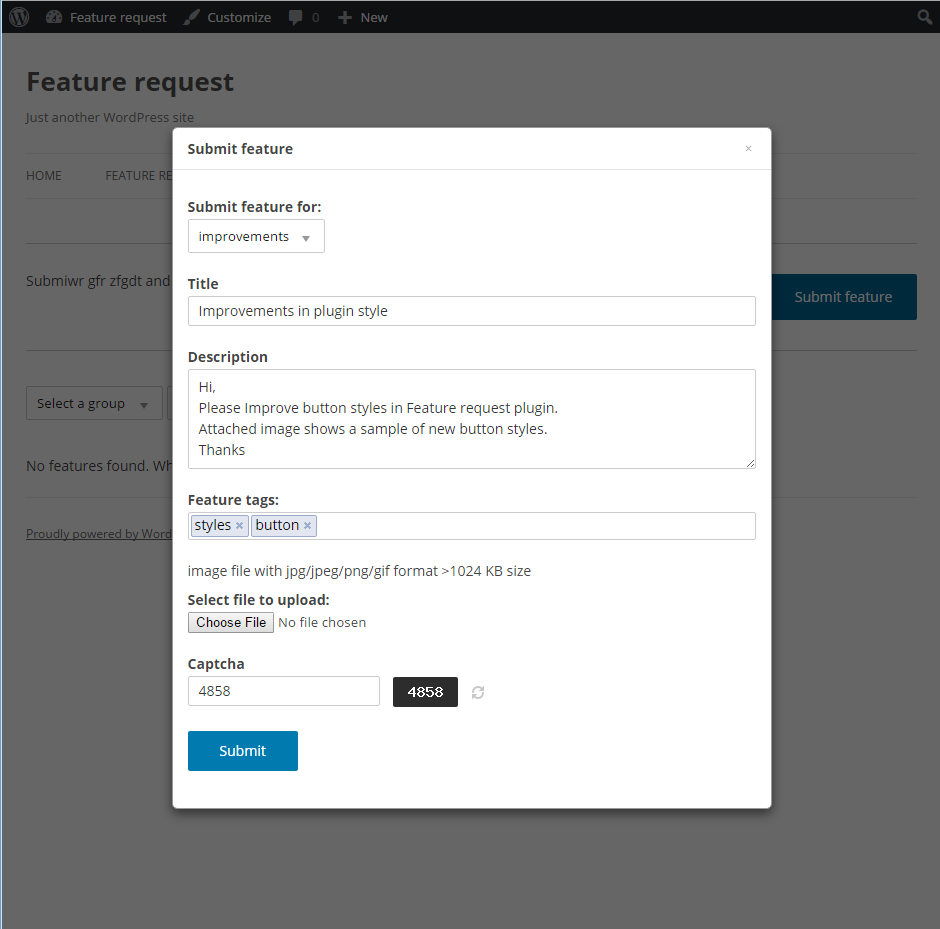 Feature request Customize 0 New
Feature request
Just another WordPress site
HOME FEATURE RE
Submiwr gfr zfgdt and
Submit feature
Select a group
No features found. Wh
Proudly powered by Word
Submit feature ×
Submit feature for:
improvements
Title
Improvements in plugin style
Description
Hi,
Please Improve button styles in Feature request plugin.
Attached image shows a sample of new button styles.
Thanks
Feature tags:
styles × button ×
image file with jpg/jpeg/png/gif format >1024 KB size
Select file to upload:
Choose File No file chosen
Captcha
4858 4858
Submit